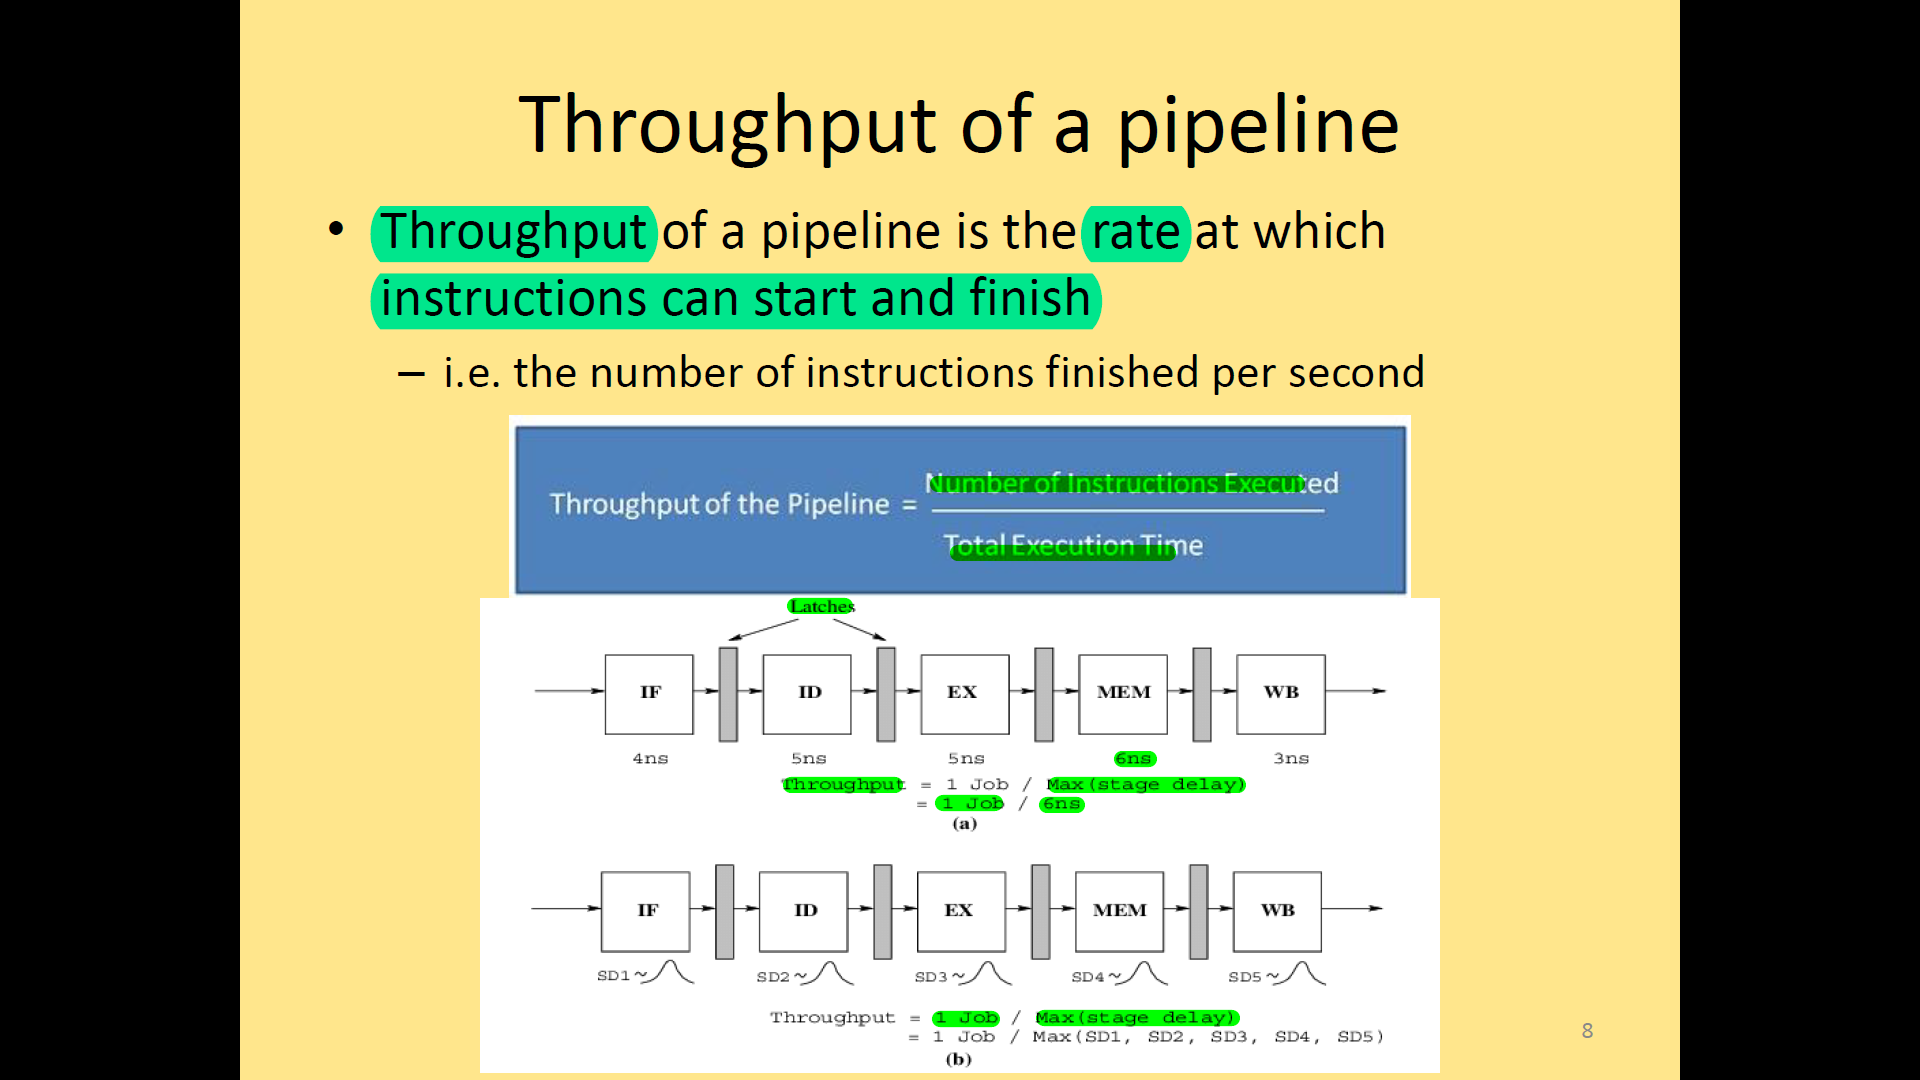 Throughput of a pipeline
• Throughput of a pipeline is the rate at which
instructions can start and finish
– i.e. the number of instructions finished per second
Throughput of the Pipeline = Number of Instructions Executed
Total Execution Time
Latches
IF ID EX MEM WB
4ns 5ns 5ns 6ns 3ns
Throughput = 1 Job / Max(stage delay)
= 1 Job / 6ns
(a)
IF ID EX MEM WB
SD1~ SD2~ SD3~ SD4~ SD5~
Throughput = 1 Job / Max(stage delay)
= 1 Job / Max(SD1, SD2, SD3, SD4, SD5)
(b)
8